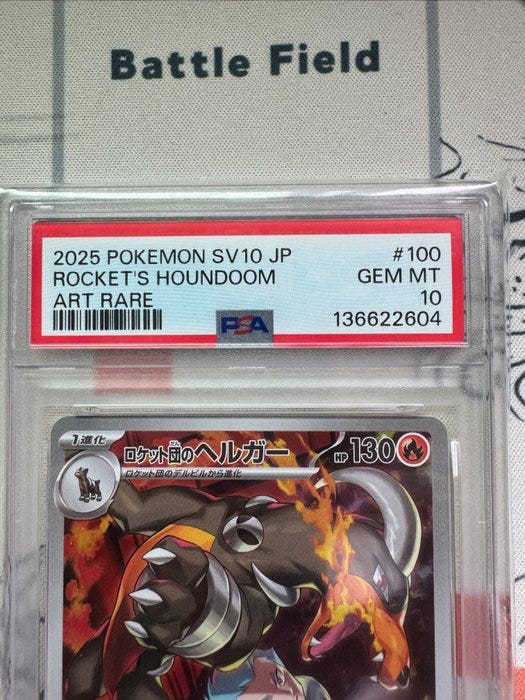 Battle Field
2025 POKEMON SV10 JP #100
ROCKET'S HOUNDOOM GEM MT
ART RARE 10
PSA 136622604
1進化 ロケット団のヘルガー HP 130
ロケット団のデルビルから進化